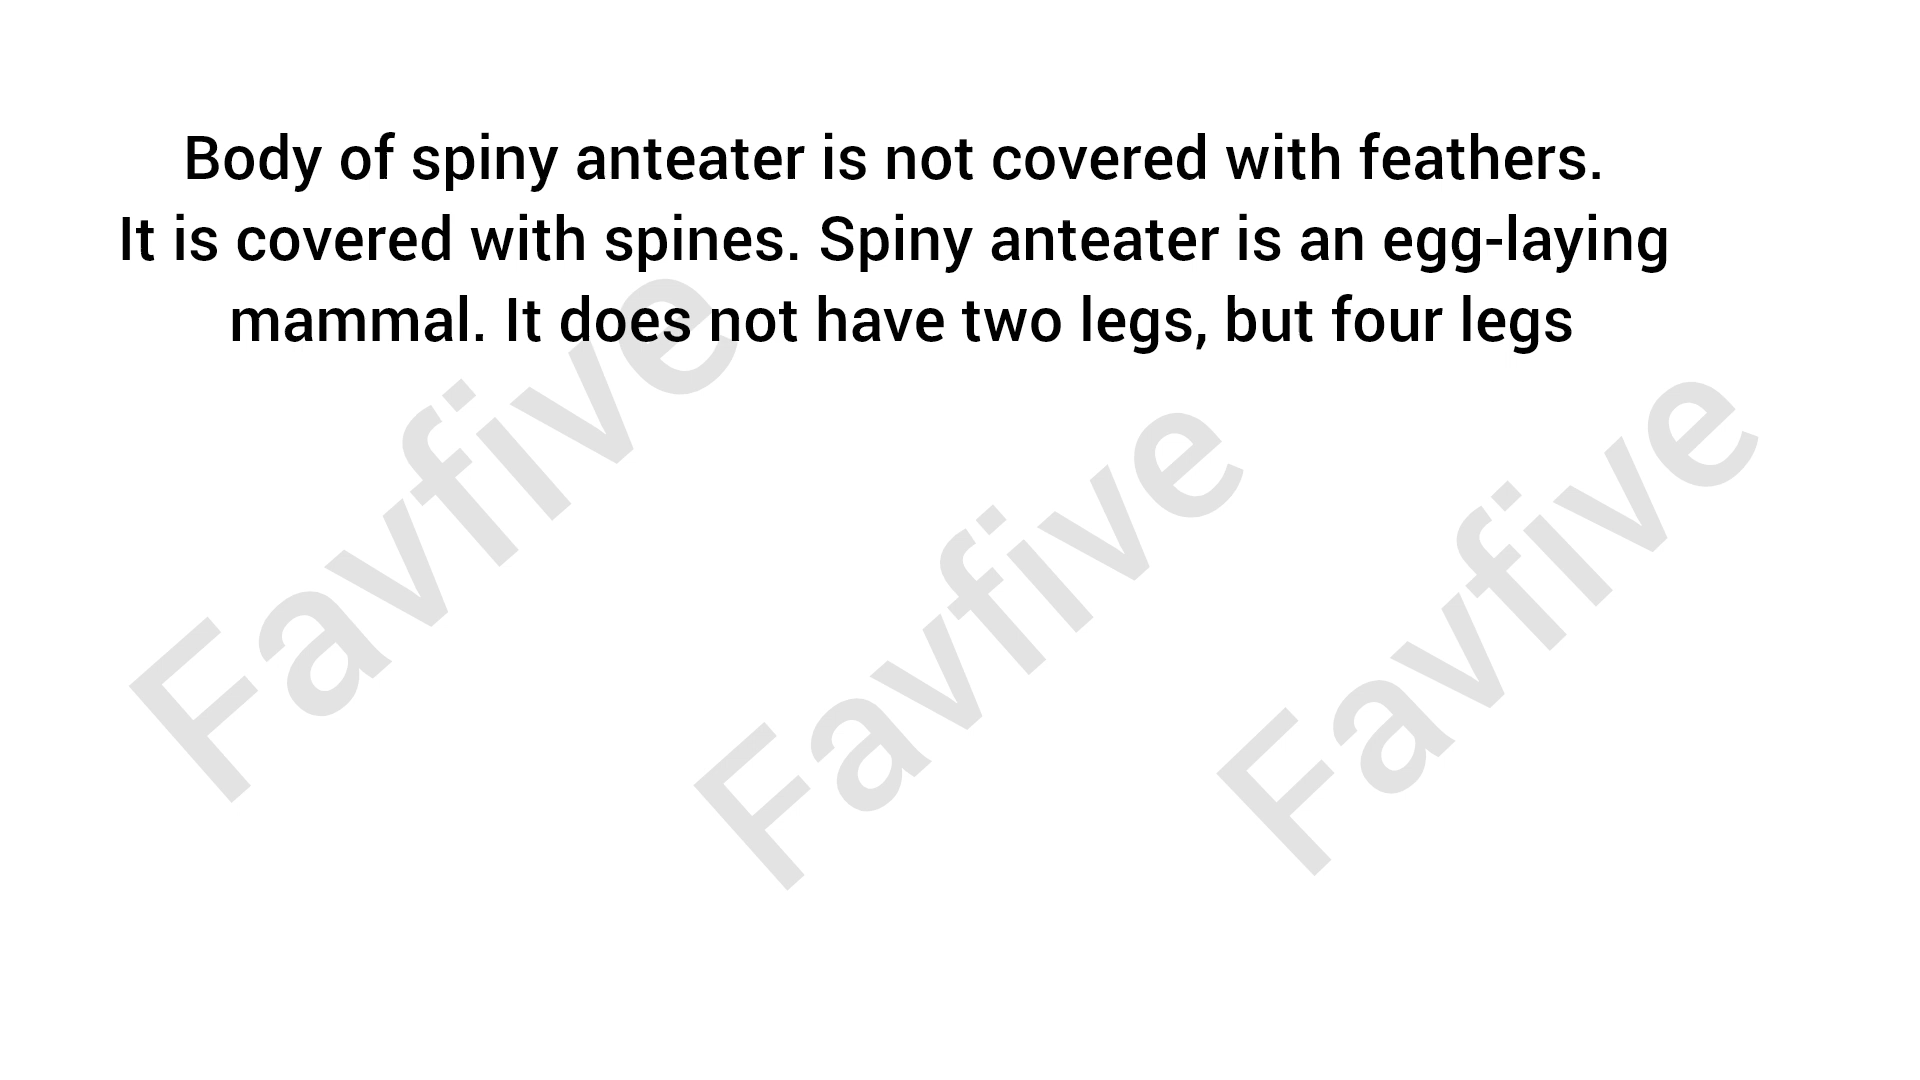 Body of spiny anteater is not covered with feathers.
It is covered with spines. Spiny anteater is an egg-laying
mammal. It does not have two legs, but four legs
Favfive
Favfive
Favfive